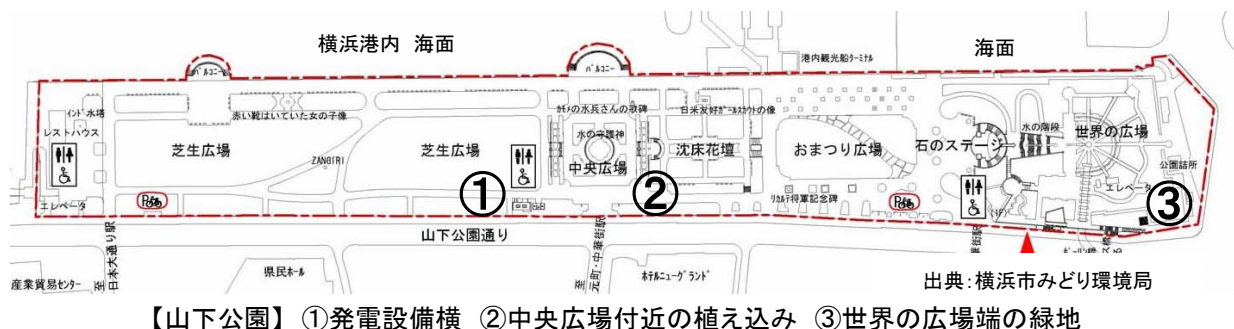 横浜港内 海面
海面
港内観光船ターミナル
バルコニー
バルコニー
インド水塔
レストハウス
赤い靴はいていた女の子像
カモメの水兵さんの歌碑
日米友好ガールスカウトの像
水の守護神
水の階段
世界の広場
芝生広場
ZANGIRI
芝生広場
中央広場
沈床花壇
おまつり広場
石のステージ
公園詰所
エレベータ
エレベータ
リカルテ将軍記念碑
①
②
③
山下公園通り
至 日本大通り駅
至 元町・中華街駅
産業貿易センター
県民ホール
ホテルニューグランド
出典：横浜市みどり環境局
【山下公園】 ①発電設備横 ②中央広場付近の植え込み ③世界の広場端の緑地